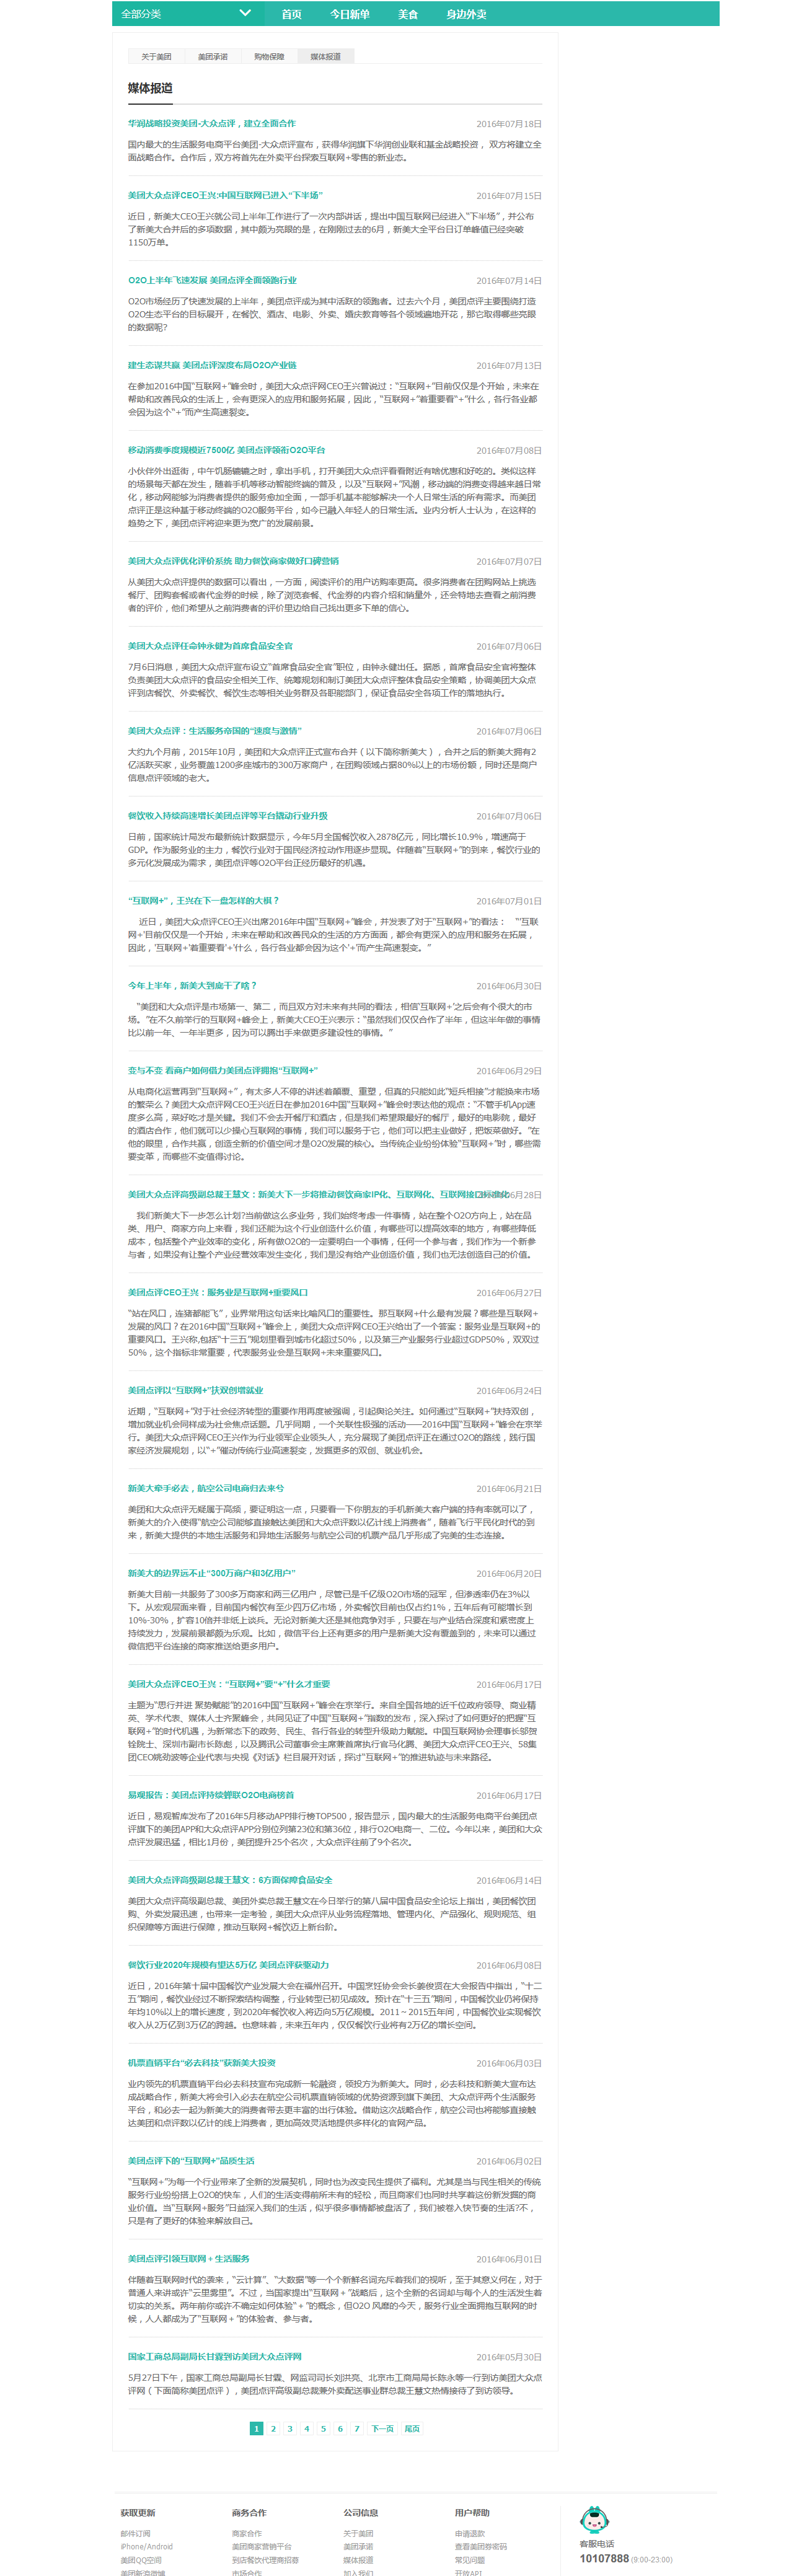 全部分类
首页 今日新单 美食 身边外卖
关于美团 美团承诺 购物保障 媒体报道
媒体报道
华润战略投资美团-大众点评，建立全面合作 2016年07月18日
国内最大的生活服务电商平台美团-大众点评宣布，获得华润旗下华润创业联和基金战略投资， 双方将建立全
面战略合作。合作后，双方将首先在外卖平台探索互联网+零售的新业态。
美团大众点评CEO王兴:中国互联网已进入“下半场” 2016年07月15日
近日，新美大CEO王兴就公司上半年工作进行了一次内部讲话，提出中国互联网已经进入“下半场”，并公布
了新美大合并后的多项数据，其中颇为亮眼的是，在刚刚过去的6月，新美大全平台日订单峰值已经突破
1150万单。
O2O上半年飞速发展 美团点评全面领跑行业 2016年07月14日
O2O市场经历了快速发展的上半年，美团点评成为其中活跃的领跑者。过去六个月，美团点评主要围绕打造
O2O生态平台的目标展开，在餐饮、酒店、电影、外卖、婚庆教育等各个领域遍地开花，那它取得哪些亮眼
的数据呢?
建生态谋共赢 美团点评深度布局O2O产业链 2016年07月13日
在参加2016中国“互联网+”峰会时，美团大众点评网CEO王兴曾说过：“互联网+”目前仅仅是个开始，未来在
帮助和改善民众的生活上，会有更深入的应用和服务拓展，因此，“互联网+”着重要看“+”什么，各行各业都
会因为这个“+”而产生高速裂变。
移动消费季度规模近7500亿 美团点评领衔O2O平台 2016年07月08日
小伙伴外出逛街，中午饥肠辘辘之时，拿出手机，打开美团大众点评看看附近有啥优惠和好吃的。类似这样
的场景每天都在发生，随着手机等移动智能终端的普及，以及“互联网+”风潮，移动端的消费变得越来越日常
化，移动网能够为消费者提供的服务愈加全面，一部手机基本能够解决一个人日常生活的所有需求。而美团
点评正是这种基于移动终端的O2O服务平台，如今已融入年轻人的日常生活。业内分析人士认为，在这样的
趋势之下，美团点评将迎来更为宽广的发展前景。
美团大众点评优化评价系统 助力餐饮商家做好口碑营销 2016年07月07日
从美团大众点评提供的数据可以看出，一方面，阅读评价的用户访购率更高。很多消费者在团购网站上挑选
餐厅、团购套餐或者代金券的时候，除了浏览套餐、代金券的内容介绍和销量外，还会特地去查看之前消费
者的评价，他们希望从之前消费者的评价里边给自己找出更多下单的信心。
美团大众点评任命钟永健为首席食品安全官 2016年07月06日
7月6日消息，美团大众点评宣布设立“首席食品安全官”职位，由钟永健出任。据悉，首席食品安全官将整体
负责美团大众点评的食品安全相关工作、统筹规划和制订美团大众点评整体食品安全策略，协调美团大众点
评到店餐饮、外卖餐饮、餐饮生态等相关业务群及各职能部门，保证食品安全各项工作的落地执行。
美团大众点评：生活服务帝国的“速度与激情” 2016年07月06日
大约九个月前，2015年10月，美团和大众点评正式宣布合并（以下简称新美大），合并之后的新美大拥有2
亿活跃买家，业务覆盖1200多座城市的300万家商户，在团购领域占据80%以上的市场份额，同时还是商户
信息点评领域的老大。
餐饮收入持续高速增长美团点评等平台撬动行业升级 2016年07月06日
日前，国家统计局发布最新统计数据显示，今年5月全国餐饮收入2878亿元，同比增长10.9%，增速高于
GDP。作为服务业的主力，餐饮行业对于国民经济拉动作用逐步显现。伴随着“互联网+”的到来，餐饮行业的
多元化发展成为需求，美团点评等O2O平台正经历最好的机遇。
“互联网+”，王兴在下一盘怎样的大棋？ 2016年07月01日
近日，美团大众点评CEO王兴出席2016年中国“互联网+”峰会，并发表了对于“互联网+”的看法： “‘互联
网+’目前仅仅是一个开始，未来在帮助和改善民众的生活的方方面面，都会有更深入的应用和服务在拓展，
因此，‘互联网+’着重要看‘+’什么，各行各业都会因为这个‘+’而产生高速裂变。”
今年上半年，新美大到底干了啥？ 2016年06月30日
“美团和大众点评是市场第一、第二，而且双方对未来有共同的看法，相信‘互联网+’之后会有个很大的市
场。”在不久前举行的互联网+峰会上，新美大CEO王兴表示：“虽然我们仅仅合作了半年，但这半年做的事情
比以前一年、一年半更多，因为可以腾出手来做更多建设性的事情。”
变与不变 看商户如何借力美团点评拥抱“互联网+” 2016年06月29日
从电商化运营再到“互联网+”，有太多人不停的讲述着颠覆、重塑，但真的只能如此“短兵相接”才能换来市场
的繁荣么？美团大众点评网CEO王兴近日在参加2016中国“互联网+”峰会时表达他的观点：“不管手机App速
度多么高，菜好吃才是关键。我们不会去开餐厅和酒店，但是我们希望跟最好的餐厅，最好的电影院，最好
的酒店合作，他们就可以少操心互联网的事情，我们可以服务于它，他们可以把主业做好，把饭菜做好。”在
他的眼里，合作共赢，创造全新的价值空间才是O2O发展的核心。当传统企业纷纷体验“互联网+”时，哪些需
要变革，而哪些不变值得讨论。
美团大众点评高级副总裁王慧文：新美大下一步将推动餐饮商家IP化、互联网化、互联网接口标准化 2016年06月28日
我们新美大下一步怎么计划?当前做这么多业务，我们始终考虑一件事情，站在整个O2O方向上，站在品
类、用户、商家方向上来看，我们还能为这个行业创造什么价值，有哪些可以提高效率的地方，有哪些降低
成本，包括整个产业效率的变化，所有做O2O的一定要明白一个事情，任何一个参与者，我们作为一个新参
与者，如果没有让整个产业经营效率发生变化，我们是没有给产业创造价值，我们也无法创造自己的价值。
美团点评CEO王兴：服务业是互联网+重要风口 2016年06月27日
“站在风口，连猪都能飞”，业界常用这句话来比喻风口的重要性。那互联网+什么最有发展？哪些是互联网+
发展的风口？在2016中国“互联网+”峰会上，美团大众点评网CEO王兴给出了一个答案：服务业是互联网+的
重要风口。王兴称,包括“十三五”规划里看到城市化超过50%，以及第三产业服务行业超过GDP50%，双双过
50%，这个指标非常重要，代表服务业会是互联网+未来重要风口。
美团点评以“互联网+”扶双创增就业 2016年06月24日
近期，“互联网+”对于社会经济转型的重要作用再度被强调，引起舆论关注。如何通过“互联网+”扶持双创，
增加就业机会同样成为社会焦点话题。几乎同期，一个关联性极强的活动——2016中国“互联网+”峰会在京举
行。美团大众点评网CEO王兴作为行业领军企业领头人，充分展现了美团点评正在通过O2O的路线，践行国
家经济发展规划，以“+”催动传统行业高速裂变，发掘更多的双创、就业机会。
新美大牵手必去，航空公司电商归去来兮 2016年06月21日
美团和大众点评无疑属于高频，要证明这一点，只要看一下你朋友的手机新美大客户端的持有率就可以了，
新美大的介入使得“航空公司能够直接触达美团和大众点评数以亿计线上消费者”，随着飞行平民化时代的到
来，新美大提供的本地生活服务和异地生活服务与航空公司的机票产品几乎形成了完美的生态连接。
新美大的边界远不止“300万商户和3亿用户” 2016年06月20日
新美大目前一共服务了300多万商家和两三亿用户，尽管已是千亿级O2O市场的冠军，但渗透率仍在3%以
下。从宏观层面来看，目前国内餐饮有至少四万亿市场，外卖餐饮目前也仅占约1%，五年后有可能增长到
10%-30%，扩容10倍并非纸上谈兵。无论对新美大还是其他竞争对手，只要在与产业结合深度和紧密度上
持续发力，发展前景都颇为乐观。比如，微信平台上还有更多的用户是新美大没有覆盖到的，未来可以通过
微信把平台连接的商家推送给更多用户。
美团大众点评CEO王兴：“互联网+”要“+”什么才重要 2016年06月17日
主题为“思行并进 聚势赋能”的2016中国“互联网+”峰会在京举行。来自全国各地的近千位政府领导、商业精
英、学术代表、媒体人士齐聚峰会，共同见证了中国“互联网+”指数的发布，深入探讨了如何更好的把握“互
联网+”的时代机遇，为新常态下的政务、民生、各行各业的转型升级助力赋能。中国互联网协会理事长邬贺
铨院士、深圳市副市长陈彪，以及腾讯公司董事会主席兼首席执行官马化腾、美团大众点评CEO王兴、58集
团CEO姚劲波等企业代表与央视《对话》栏目展开对话，探讨“互联网+”的推进轨迹与未来路径。
易观报告：美团点评持续蝉联O2O电商榜首 2016年06月17日
近日，易观智库发布了2016年5月移动APP排行榜TOP500，报告显示，国内最大的生活服务电商平台美团点
评旗下的美团APP和大众点评APP分别位列第23位和第36位，排行O2O电商一、二位。今年以来，美团和大众
点评发展迅猛，相比1月份，美团提升25个名次，大众点评往前了9个名次。
美团大众点评高级副总裁王慧文：6方面保障食品安全 2016年06月14日
美团大众点评高级副总裁、美团外卖总裁王慧文在今日举行的第八届中国食品安全论坛上指出，美团餐饮团
购、外卖发展迅速，也带来一定考验，美团大众点评从业务流程落地、管理内化、产品强化、规则规范、组
织保障等方面进行保障，推动互联网+餐饮迈上新台阶。
餐饮行业2020年规模有望达5万亿 美团点评获驱动力 2016年06月08日
近日，2016年第十届中国餐饮产业发展大会在福州召开。中国烹饪协会会长姜俊贤在大会报告中指出，“十二
五”期间，餐饮业经过不断探索结构调整，行业转型已初见成效。预计在“十三五”期间，中国餐饮业仍将保持
年均10%以上的增长速度，到2020年餐饮收入将迈向5万亿规模。2011～2015五年间，中国餐饮业实现餐饮
收入从2万亿到3万亿的跨越。也意味着，未来五年内，仅仅餐饮行业将有2万亿的增长空间。
机票直销平台“必去科技”获新美大投资 2016年06月03日
业内领先的机票直销平台必去科技宣布完成新一轮融资，领投方为新美大。同时，必去科技和新美大宣布达
成战略合作，新美大将会引入必去在航空公司机票直销领域的优势资源到旗下美团、大众点评两个生活服务
平台，和必去一起为新美大的消费者带去更丰富的出行体验。借助这次战略合作，航空公司也将能够直接触
达美团和点评数以亿计的线上消费者，更加高效灵活地提供多样化的官网产品。
美团点评下的“互联网+”品质生活 2016年06月02日
“互联网+”为每一个行业带来了全新的发展契机，同时也为改变民生提供了福利。尤其是当与民生相关的传统
服务行业纷纷搭上O2O的快车，人们的生活变得前所未有的轻松，而且商家们也同时共享着这份新发掘的商
业价值。当“互联网+服务”日益深入我们的生活，似乎很多事情都被盘活了，我们被卷入快节奏的生活?不，
只是有了更好的体验来解放自己。
美团点评引领互联网＋生活服务 2016年06月01日
伴随着互联网时代的袭来，“云计算”、“大数据”等一个个新鲜名词充斥着我们的视听，至于其意义何在，对于
普通人来讲或许“云里雾里”。不过，当国家提出“互联网＋”战略后，这个全新的名词却与每个人的生活发生着
切实的关系。两年前你或许不确定如何体验“＋”的概念，但O2O 风靡的今天，服务行业全面拥抱互联网的时
候，人人都成为了“互联网＋”的体验者、参与者。
国家工商总局副局长甘霖到访美团大众点评网 2016年05月30日
5月27日下午，国家工商总局副局长甘霖、网监司司长刘洪亮、北京市工商局局长陈永等一行到访美团大众点
评网（下面简称美团点评），美团点评高级副总裁兼外卖配送事业群总裁王慧文热情接待了到访领导。
1 2 3 4 5 6 7 下一页 尾页
获取更新 商务合作 公司信息 用户帮助
邮件订阅 商家合作 关于美团 申请退款
iPhone/Android 美团商家营销平台 美团承诺 查看美团券密码
美团QQ空间 到店餐饮代理商招募 媒体报道 常见问题
美团新浪微博 市场合作 加入我们 开放API
客服电话
10107888 (9:00-23:00)